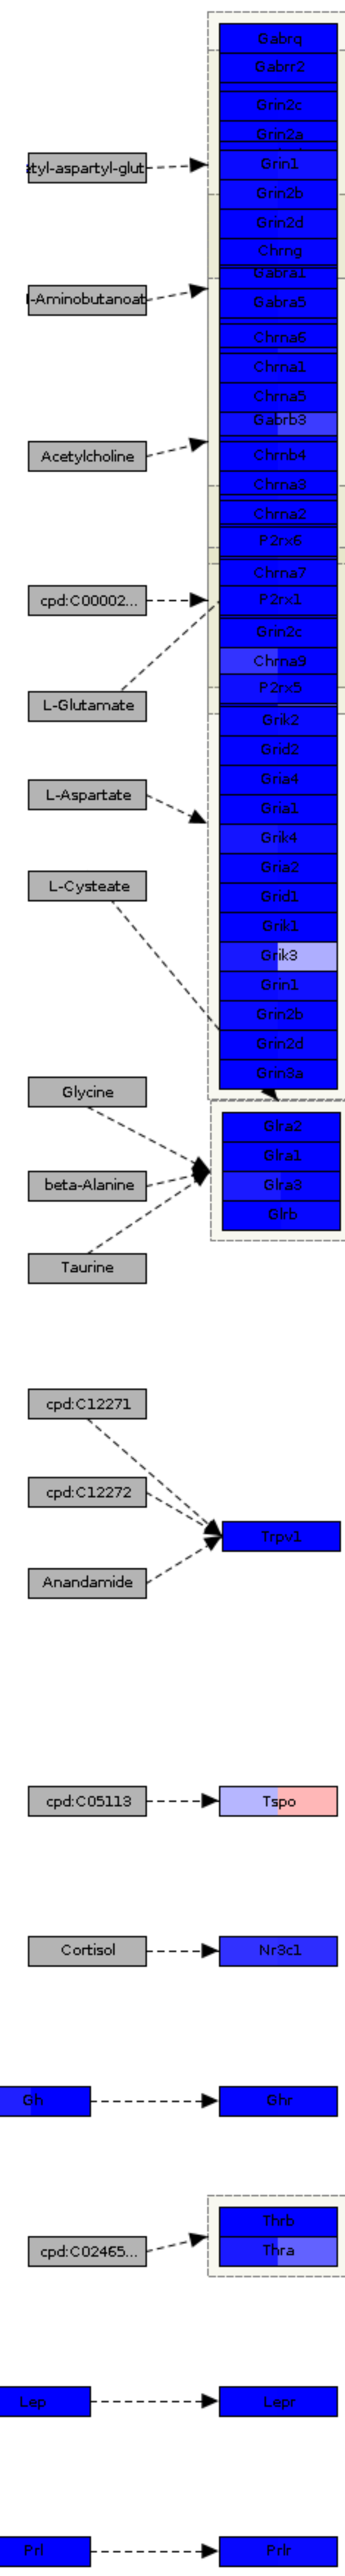 Gabrq
Gabrr2
Grin2c
Grin2a
tyl-aspartyl-glut
Grin1
Grin2b
Grin2d
Chrng
Gabra1
l-Aminobutanoat
Gabra5
Chrna6
Chrna1
Chrna5
Gabrb3
Acetylcholine
Chrnb4
Chrna3
Chrna2
P2rx6
Chrna7
cpd:C00002...
P2rx1
Grin2c
Chrna9
P2rx5
L-Glutamate
Grik2
Grid2
Gria4
L-Aspartate
Gria1
Grik4
Gria2
L-Cysteate
Grid1
Grik1
Grik3
Grin1
Grin2b
Grin2d
Grin3a
Glycine
Glra2
Glra1
beta-Alanine
Glra3
Glrb
Taurine
cpd:C12271
cpd:C12272
Trpv1
Anandamide
cpd:C05113
Tspo
Cortisol
Nr3c1
Gh
Ghr
Thrb
cpd:C02465...
Thra
Lep
Lepr
Prl
Prlr